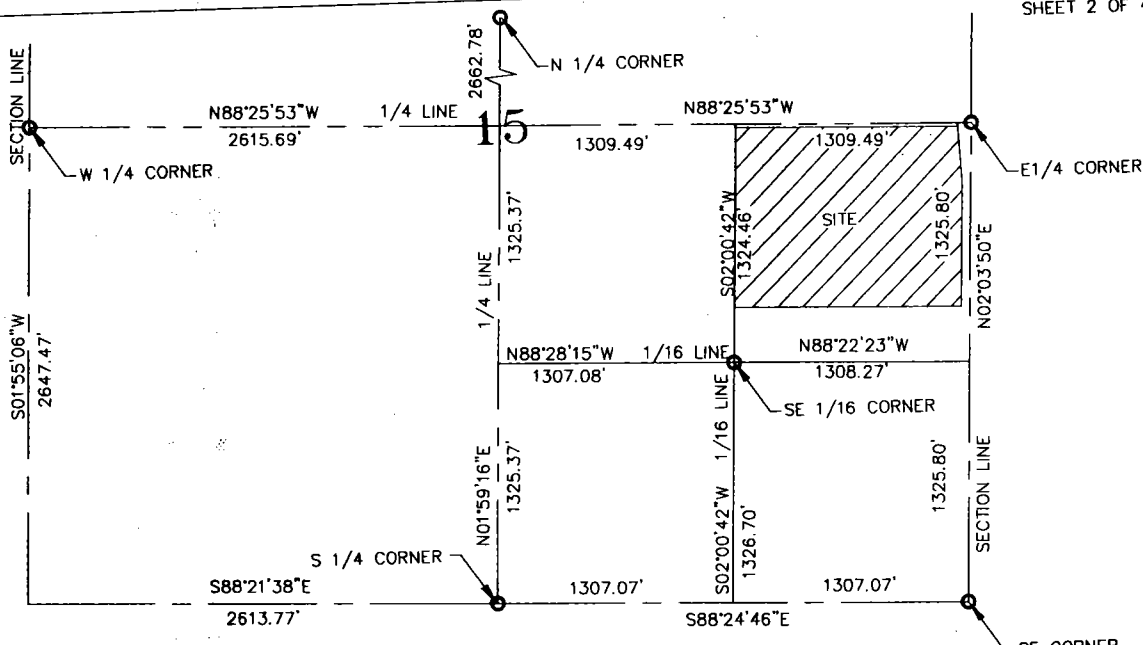 SHEET 2 OF
N 1/4 CORNER
2662.78'
SECTION LINE
N88°25'53"W
1/4 LINE
2615.69'
15
N88°25'53"W
1309.49'
1309.49'
W 1/4 CORNER
E1/4 CORNER
1325.37'
1/4 LINE
S02°00'42"W
1324.46'
SITE
1325.80'
N02°03'50"E
S01°55'06"W
2647.47'
N88°28'15"W
1/16 LINE
1307.08'
N88°22'23"W
1308.27'
SE 1/16 CORNER
1/16 LINE
N01°59'16"E
1325.37'
S02°00'42"W
1326.70'
1325.80'
SECTION LINE
S 1/4 CORNER
S88°21'38"E
2613.77'
1307.07'
1307.07'
S88°24'46"E
CORNER